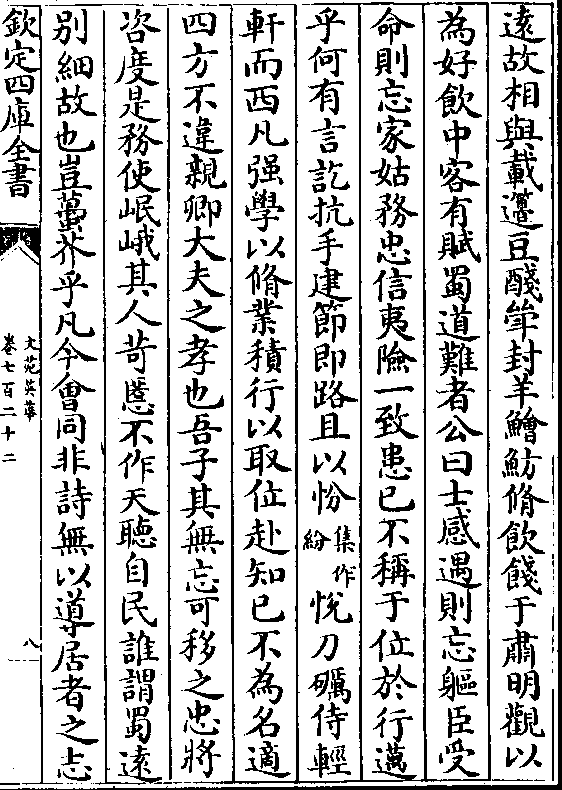 逺故相與載籩豆醆斝封羊鱠魴脩飲餞于肅明觀以
為好飲中客有賦蜀道難者公曰士感遇則忘軀臣受
命則忘家姑務忠信夷險一致患已不稱于位於行邁
乎何有言訖抗手建節即路且以帉集作紛帨刀礪侍輕
軒而西凡强學以脩業積行以取位赴知已不為名適
四方不違親卿大夫之孝也吾子其無忘可移之忠將
咨度是務使岷峨其人苛慝不作天聽自民誰謂蜀逺
别細故也豈蠆芥乎凡今㑹同非詩無以導居者之志
欽定四庫全書
文苑英華
卷七百二十二
八